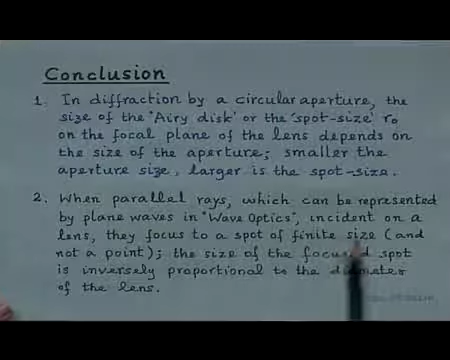 Conclusion
1. In diffraction by a circular aperture, the
size of the "Airy disk" or the 'spot-size' r₀
on the focal plane of the lens depends on
the size of the aperture; smaller the
aperture size, larger is the spot-size.
2. When parallel rays, which can be represented
by plane waves in "Wave Optics", incident on a
lens, they focus to a spot of finite size (and
not a point); the size of the focused spot
is inversely proportional to the diameter
of the lens.